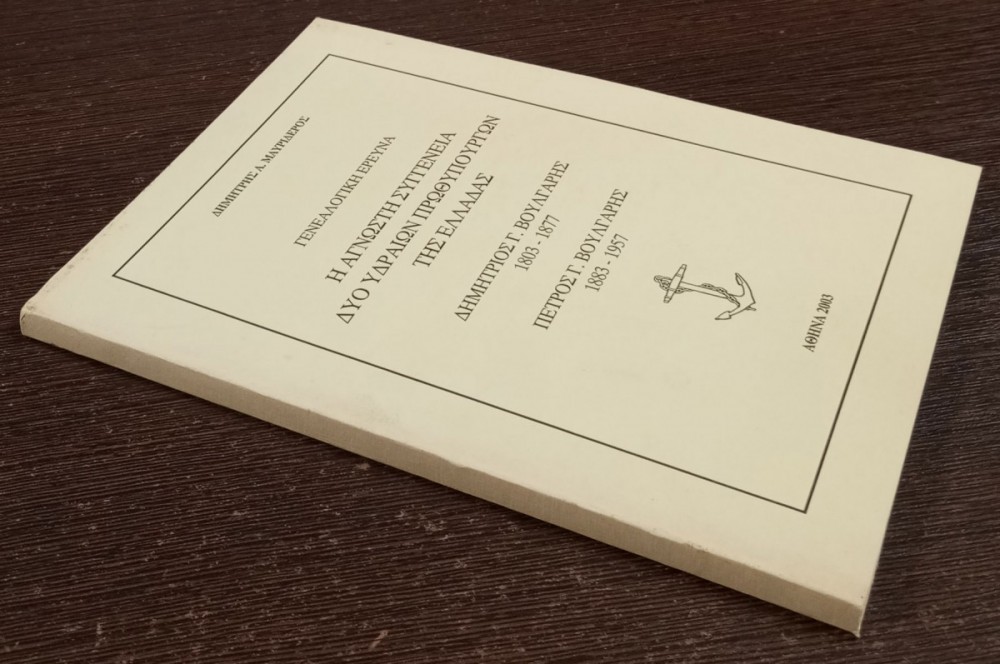 ΔΗΜΗΤΡΗΣ Α. ΜΑΥΡΙΔΕΡΟΣ
ΓΕΝΕΑΛΟΓΙΚΗ ΕΡΕΥΝΑ
Η ΑΓΝΩΣΤΗ ΣΥΓΓΕΝΕΙΑ
ΔΥΟ ΥΔΡΑΙΩΝ ΠΡΩΘΥΠΟΥΡΓΩΝ
ΤΗΣ ΕΛΛΑΔΑΣ
ΔΗΜΗΤΡΙΟΣ Γ. ΒΟΥΛΓΑΡΗΣ
1803 - 1877
ΠΕΤΡΟΣ Γ. ΒΟΥΛΓΑΡΗΣ
1883 - 1957
ΑΘΗΝΑ 2003